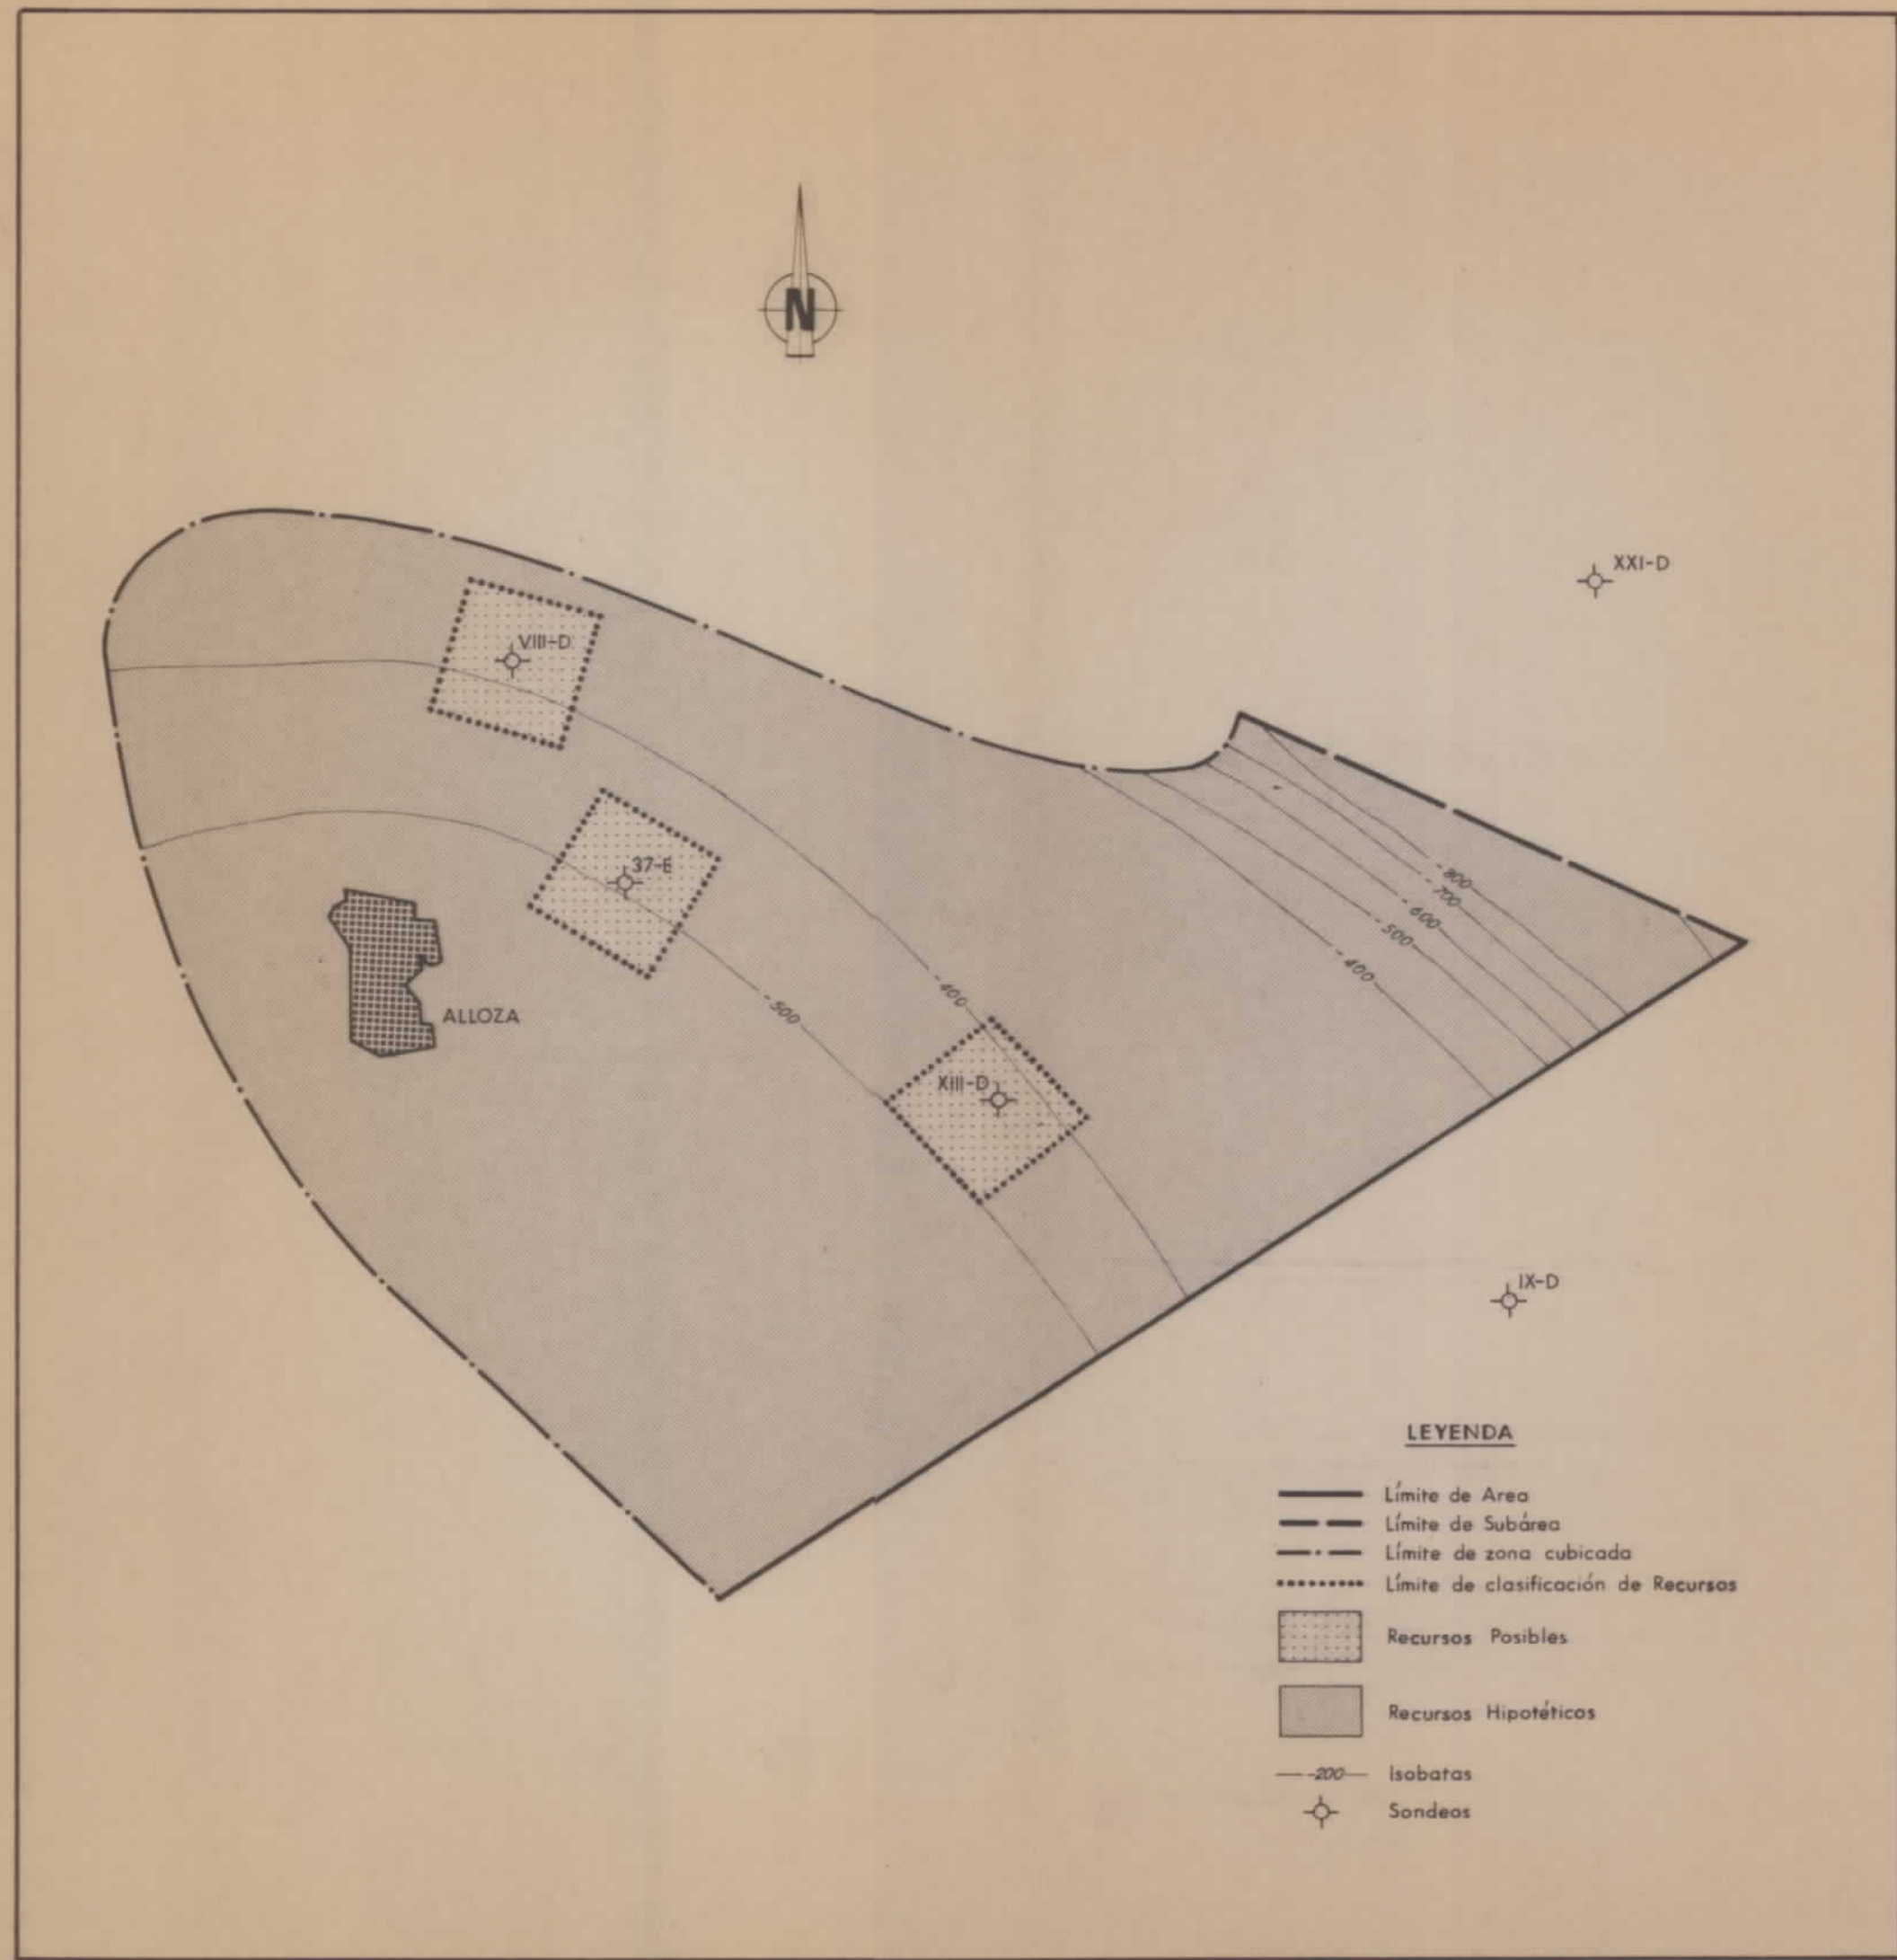 N
XXI-D
VIII-D
37-E
ALLOZA
-800
-700
-600
-500
-400
-400
-500
XIII-D
IX-D
LEYENDA
Límite de Area
Límite de Subárea
Límite de zona cubicada
Límite de clasificación de Recursos
Recursos Posibles
Recursos Hipotéticos
-200 Isobatas
Sondeos